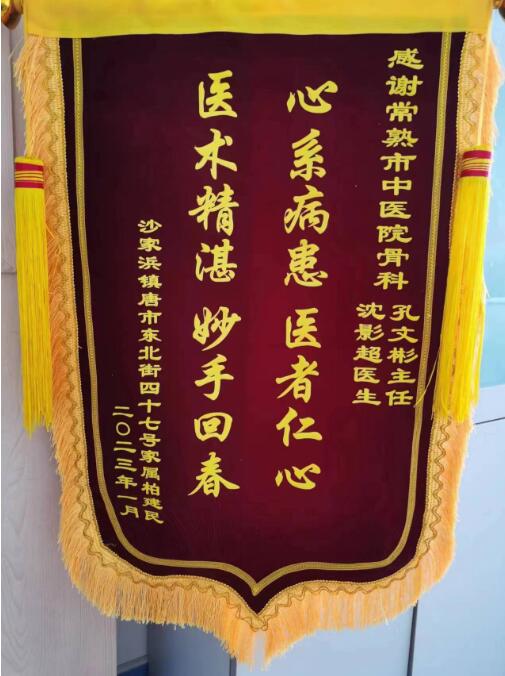 感谢常熟市中医院骨科
孔文彬主任
沈影超医生
心系病患 医者仁心
医术精湛 妙手回春
沙家浜镇唐市东北街四十七号家属柏建民
二〇二三年一月